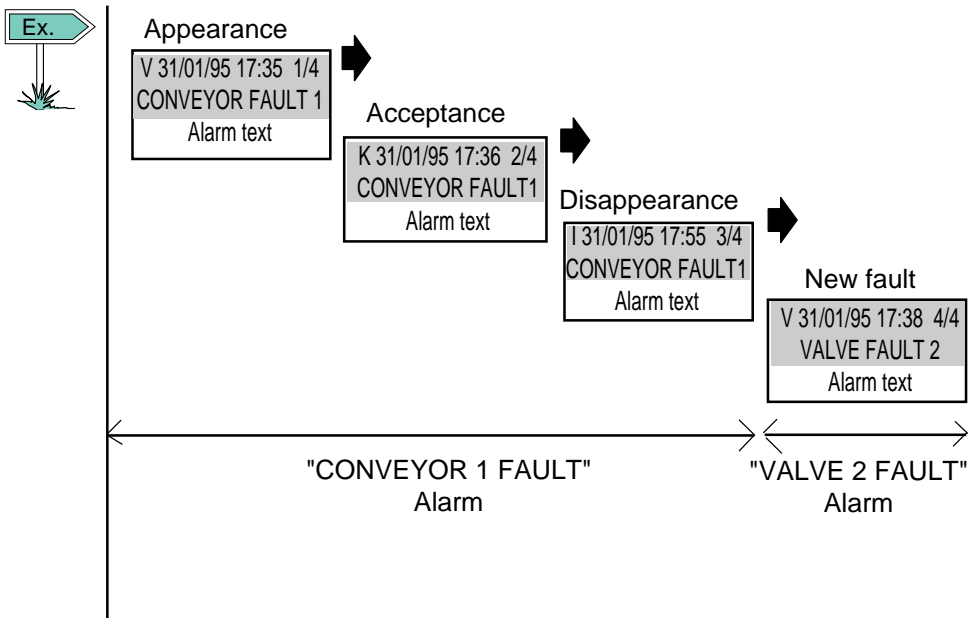 Ex.
Appearance
V 31/01/95 17:35 1/4
CONVEYOR FAULT 1
Alarm text
Acceptance
K 31/01/95 17:36 2/4
CONVEYOR FAULT1
Alarm text
Disappearance
I 31/01/95 17:55 3/4
CONVEYOR FAULT1
Alarm text
New fault
V 31/01/95 17:38 4/4
VALVE FAULT 2
Alarm text
"CONVEYOR 1 FAULT"
Alarm
"VALVE 2 FAULT"
Alarm